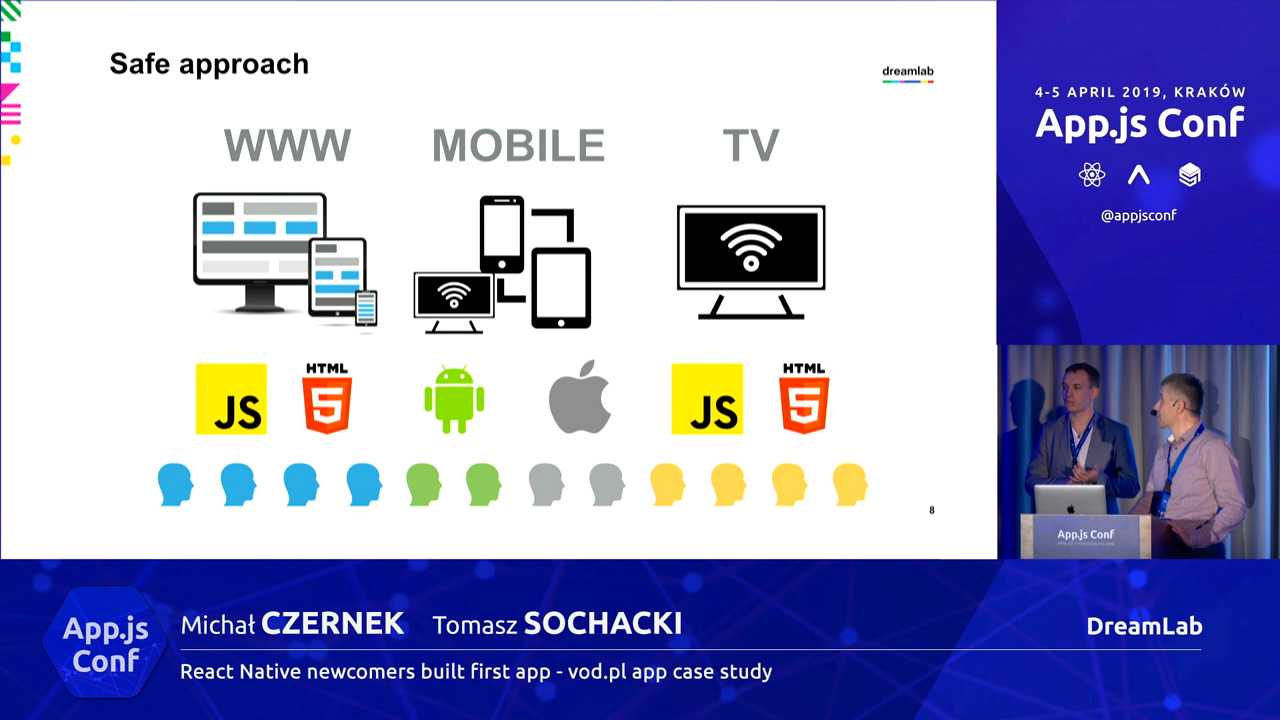 Safe approach
dreamlab
WWW MOBILE TV
JS HTML 5 JS HTML 5
8
4-5 APRIL 2019, KRAKÓW
App.js Conf
@appjsconf
App.js Conf
App.js
Conf
Michał CZERNEK Tomasz SOCHACKI
DreamLab
React Native newcomers built first app - vod.pl app case study